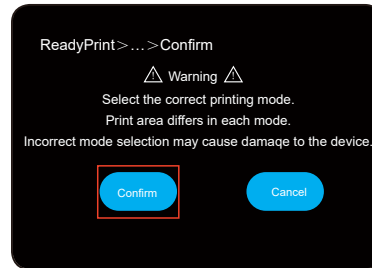 ReadyPrint＞...＞Confirm
⚠ Warning ⚠
Select the correct printing mode.
Print area differs in each mode.
Incorrect mode selection may cause damaqe to the device.
Confirm
Cancel